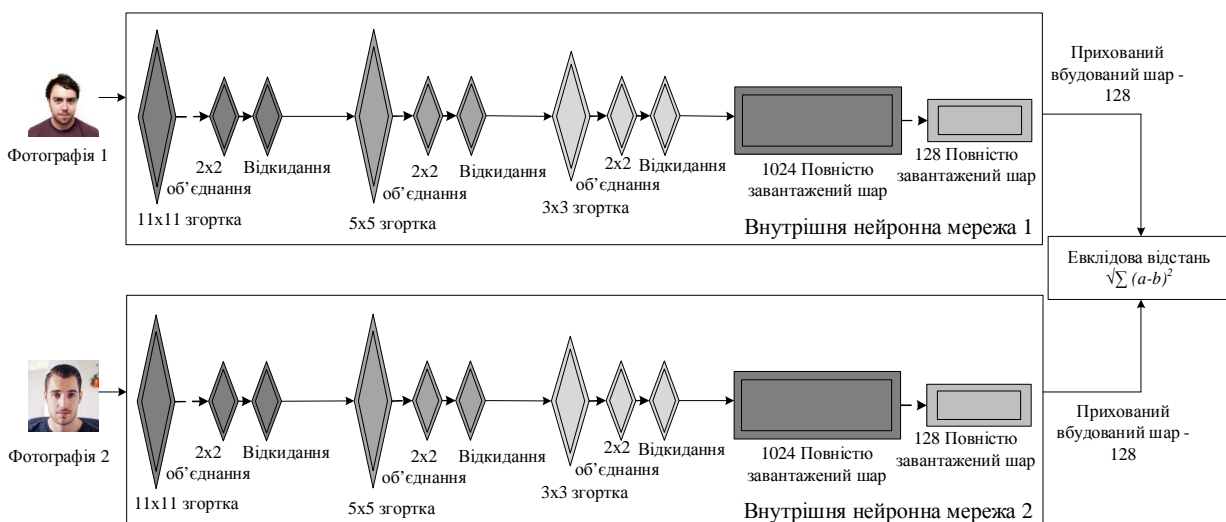 Фотографія 1
11x11 згортка
2x2
об’єднання
Відкидання
5x5 згортка
2x2
об’єднання
Відкидання
3x3 згортка
2x2
об’єднання
Відкидання
1024 Повністю
завантажений шар
128 Повністю
завантажений шар
Внутрішня нейронна мережа 1
Прихований
вбудований шар -
128
Евклідова відстань
√∑ (a-b)²
Фотографія 2
11x11 згортка
2x2
об’єднання
Відкидання
5x5 згортка
2x2
об’єднання
Відкидання
3x3 згортка
2x2
об’єднання
Відкидання
1024 Повністю
завантажений шар
128 Повністю
завантажений шар
Внутрішня нейронна мережа 2
Прихований
вбудований шар -
128